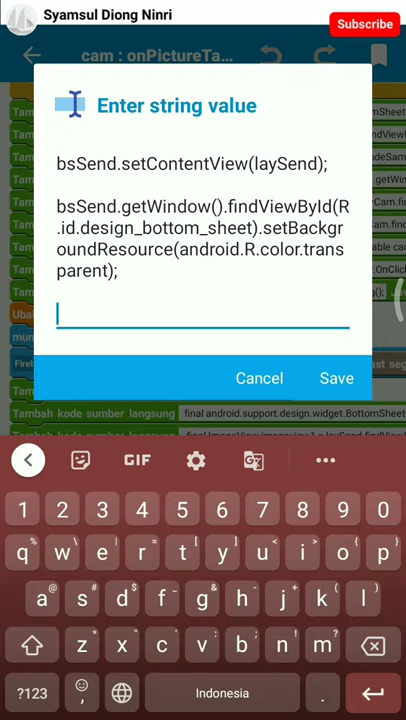 Syamsul Diong Ninri
Subscribe
cam : onPictureTa...
Enter string value
bsSend.setContentView(laySend);
bsSend.getWindow().findViewById(R
.id.design_bottom_sheet).setBackgr
oundResource(android.R.color.trans
parent);
Cancel Save
Tambah kode sumber langsung final android.support.design.widget.BottomSheet
GIF
1 2 3 4 5 6 7 8 9 0
q w e r t y u i o p
a s d f g h j k l
z x c v b n m
?123 , Indonesia .